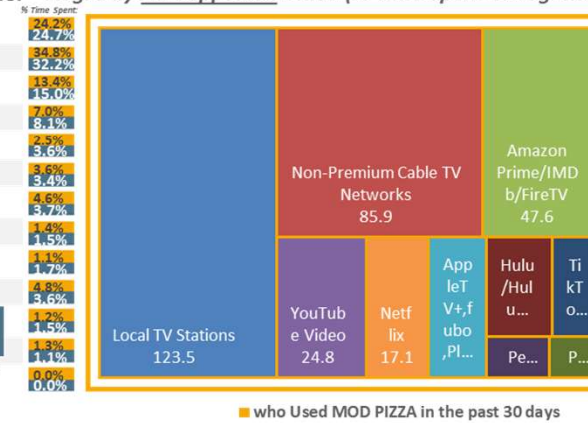 % Time Spent:
24.2%
24.7%
34.8%
32.2%
13.4%
15.0%
7.0%
8.1%
2.5%
3.6%
3.6%
3.4%
4.6%
3.7%
1.4%
1.5%
1.1%
1.7%
4.8%
3.6%
1.2%
1.5%
1.3%
1.1%
0.0%
0.0%
Local TV Stations
123.5
Non-Premium Cable TV
Networks
85.9
Amazon
Prime/IMD
b/FireTV
47.6
YouTub
e Video
24.8
Netf
lix
17.1
App
leT
V+,f
ubo
,Pl...
Hulu
/Hul
u...
Ti
kT
o...
Pe...
P...
who Used MOD PIZZA in the past 30 days